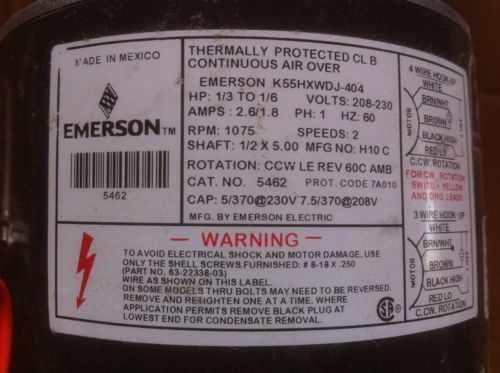 MADE IN MEXICO
EMERSON™
5462
THERMALLY PROTECTED CL B
CONTINUOUS AIR OVER
EMERSON K55HXWDJ-404
HP: 1/3 TO 1/6 VOLTS: 208-230
AMPS : 2.6/1.8 PH: 1 HZ: 60
RPM: 1075 SPEEDS: 2
SHAFT: 1/2 X 5.00 MFG NO: H10 C
ROTATION: CCW LE REV 60C AMB
CAT. NO. 5462 PROT. CODE 7A010
CAP: 5/370@230V 7.5/370@208V
MFG. BY EMERSON ELECTRIC
4 WIRE HOOK-UP
WHITE
BRN/WHT
BROWN
BLACK HIGH
RED LO
MOTOR
LINE
C.CW. ROTATION
FOR CW. ROTATION
SWITCH YELLOW
AND ORG LEADS
3 WIRE HOOK-UP
WHITE
BRN/WHT
BROWN
BLACK HIGH
RED LO
MOTOR
LINE
C.CW. ROTATION
— WARNING —
TO AVOID ELECTRICAL SHOCK AND MOTOR DAMAGE, USE
ONLY THE SHELL SCREWS FURNISHED: # 8-18 X .250
(PART NO. 63-22338-03)
WIRE AS SHOWN ON THIS LABEL.
ON SOME MODELS THRU BOLTS MAY NEED TO BE REVERSED.
REMOVE AND RETIGHTEN ONE AT A TIME. WHERE
APPLICATION PERMITS REMOVE BLACK PLUG AT
LOWEST END FOR CONDENSATE REMOVAL.